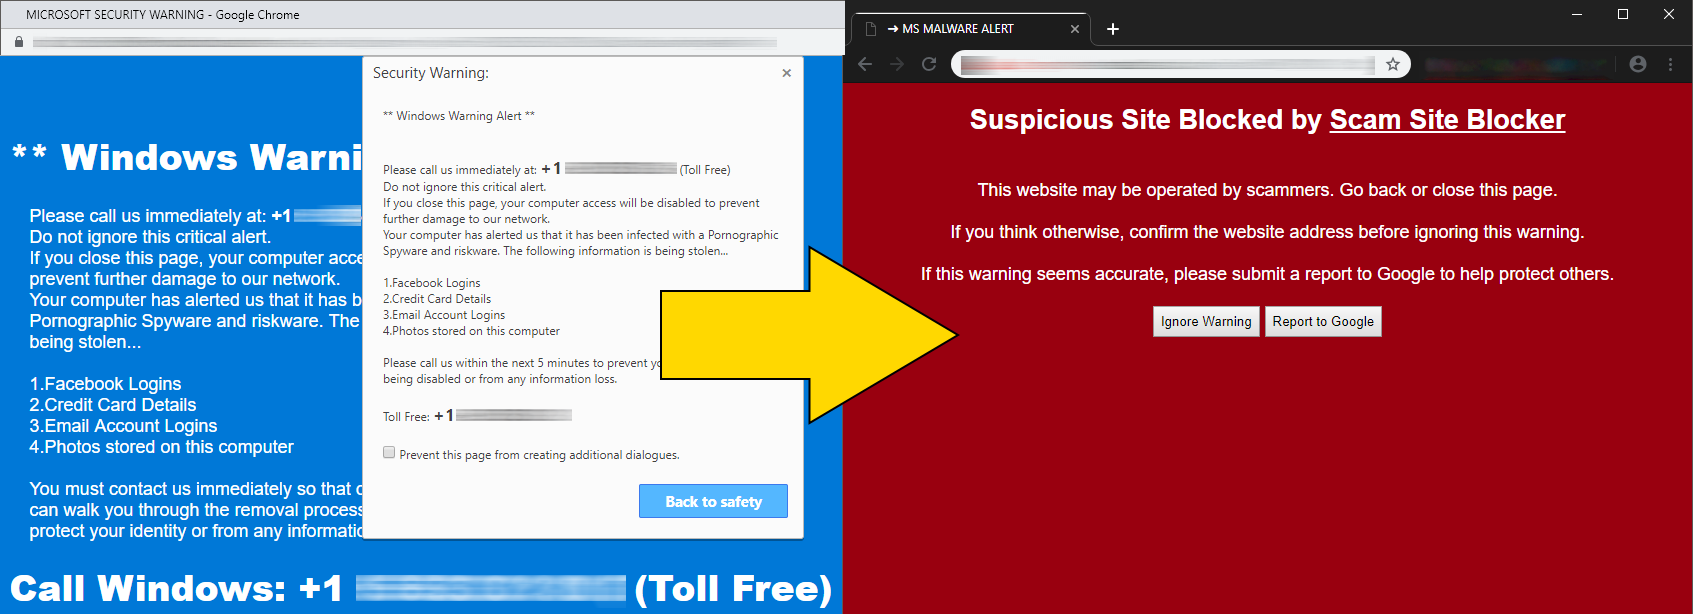 MICROSOFT SECURITY WARNING - Google Chrome
** Windows Warni
Please call us immediately at: +1
Do not ignore this critical alert.
If you close this page, your computer acce
prevent further damage to our network.
Your computer has alerted us that it has b
Pornographic Spyware and riskware. The
being stolen...
1.Facebook Logins
2.Credit Card Details
3.Email Account Logins
4.Photos stored on this computer
You must contact us immediately so that
can walk you through the removal process
protect your identity or from any informatio
Call Windows: +1 (Toll Free)
Security Warning:
** Windows Warning Alert **
Please call us immediately at: +1 (Toll Free)
Do not ignore this critical alert.
If you close this page, your computer access will be disabled to prevent
further damage to our network.
Your computer has alerted us that it has been infected with a Pornographic
Spyware and riskware. The following information is being stolen...
1.Facebook Logins
2.Credit Card Details
3.Email Account Logins
4.Photos stored on this computer
Please call us within the next 5 minutes to prevent yo
being disabled or from any information loss.
Toll Free: +1
Prevent this page from creating additional dialogues.
Back to safety
➜ MS MALWARE ALERT
Suspicious Site Blocked by Scam Site Blocker
This website may be operated by scammers. Go back or close this page.
If you think otherwise, confirm the website address before ignoring this warning.
If this warning seems accurate, please submit a report to Google to help protect others.
Ignore Warning
Report to Google